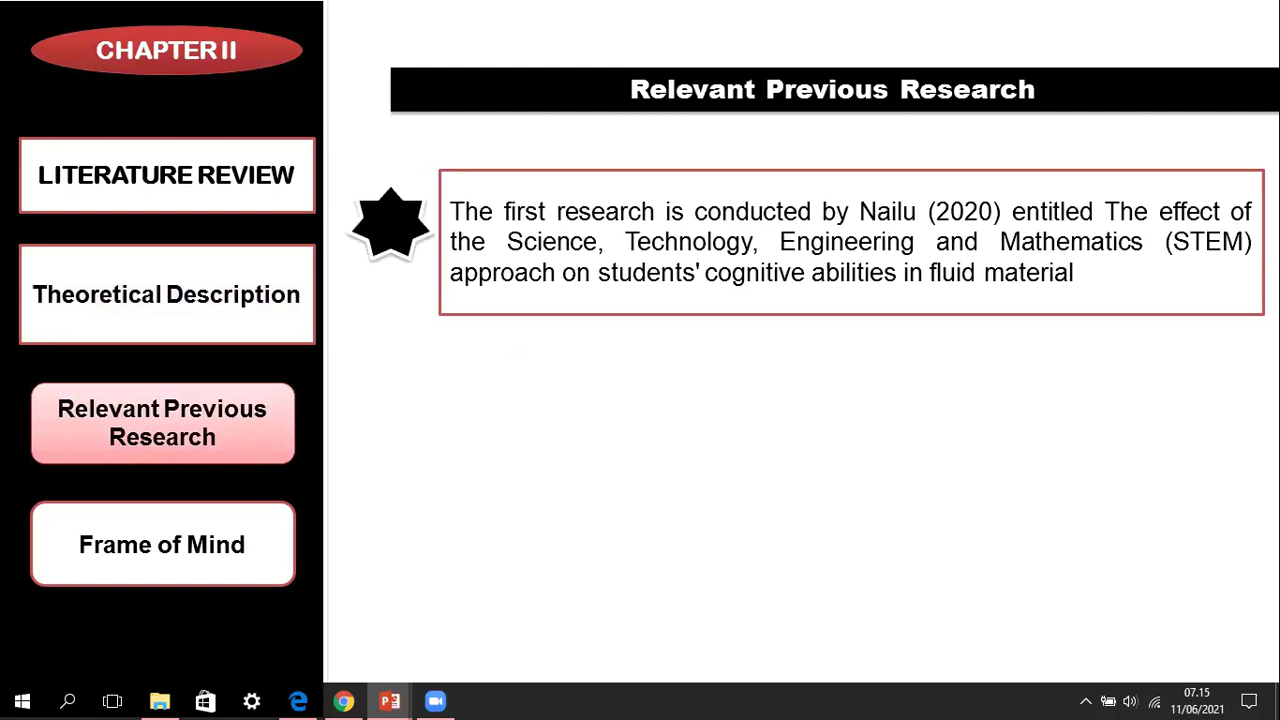 CHAPTER II
LITERATURE REVIEW
Theoretical Description
Relevant Previous
Research
Frame of Mind
Relevant Previous Research
The first research is conducted by Nailu (2020) entitled The effect of
the Science, Technology, Engineering and Mathematics (STEM)
approach on students' cognitive abilities in fluid material
07.15
11/06/2021